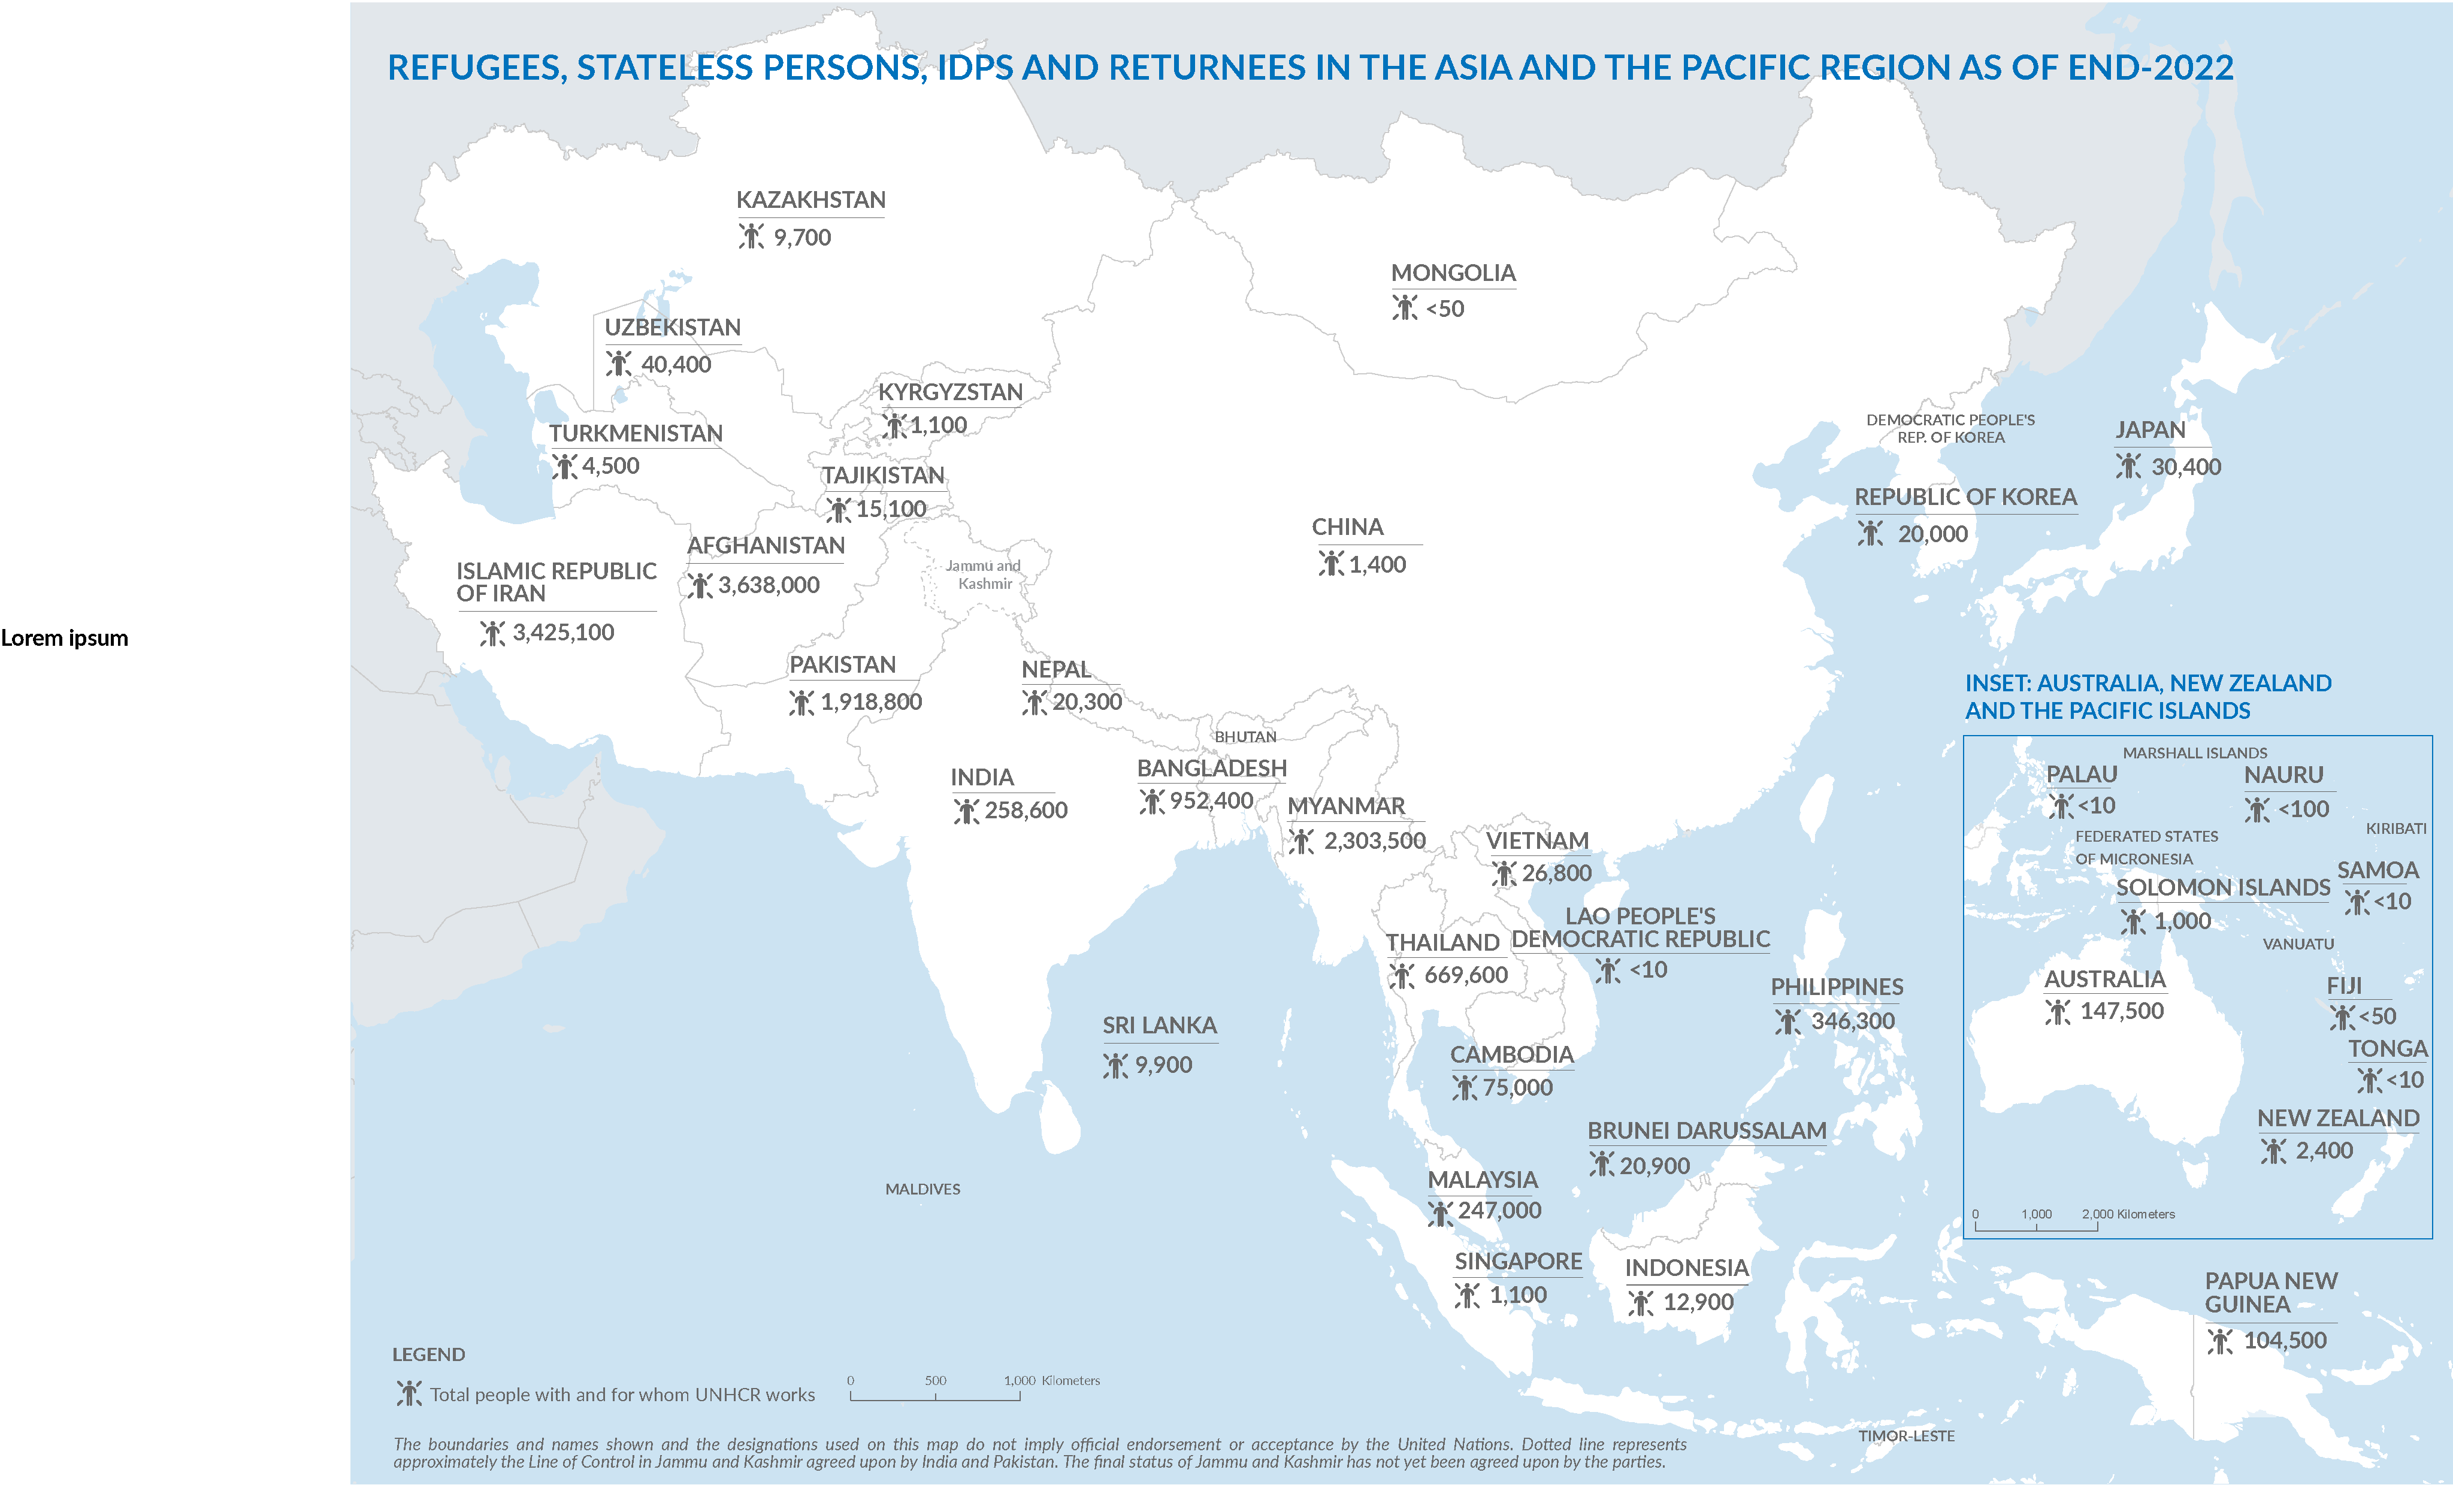 REFUGEES, STATELESS PERSONS, IDPS AND RETURNEES IN THE ASIA AND THE PACIFIC REGION AS OF END-2022
KAZAKHSTAN
9,700
MONGOLIA
<50
UZBEKISTAN
40,400
KYRGYZSTAN
1,100
TURKMENISTAN
4,500
TAJIKISTAN
15,100
DEMOCRATIC PEOPLE'S
REP. OF KOREA
JAPAN
30,400
REPUBLIC OF KOREA
20,000
CHINA
1,400
AFGHANISTAN
3,638,000
Jammu and
Kashmir
ISLAMIC REPUBLIC
OF IRAN
3,425,100
Lorem ipsum
PAKISTAN
1,918,800
NEPAL
20,300
BHUTAN
INDIA
258,600
BANGLADESH
952,400
MYANMAR
2,303,500
VIETNAM
26,800
LAO PEOPLE'S
DEMOCRATIC REPUBLIC
<10
THAILAND
669,600
PHILIPPINES
346,300
SRI LANKA
9,900
CAMBODIA
75,000
BRUNEI DARUSSALAM
20,900
MALDIVES
MALAYSIA
247,000
SINGAPORE
1,100
INDONESIA
12,900
INSET: AUSTRALIA, NEW ZEALAND
AND THE PACIFIC ISLANDS
MARSHALL ISLANDS
PALAU
<10
NAURU
<100
KIRIBATI
FEDERATED STATES
OF MICRONESIA
SAMOA
<10
SOLOMON ISLANDS
1,000
VANUATU
AUSTRALIA
147,500
FIJI
<50
TONGA
<10
NEW ZEALAND
2,400
0 1,000 2,000 Kilometers
PAPUA NEW
GUINEA
104,500
TIMOR-LESTE
LEGEND
Total people with and for whom UNHCR works
0 500 1,000 Kilometers
The boundaries and names shown and the designations used on this map do not imply official endorsement or acceptance by the United Nations. Dotted line represents
approximately the Line of Control in Jammu and Kashmir agreed upon by India and Pakistan. The final status of Jammu and Kashmir has not yet been agreed upon by the parties.